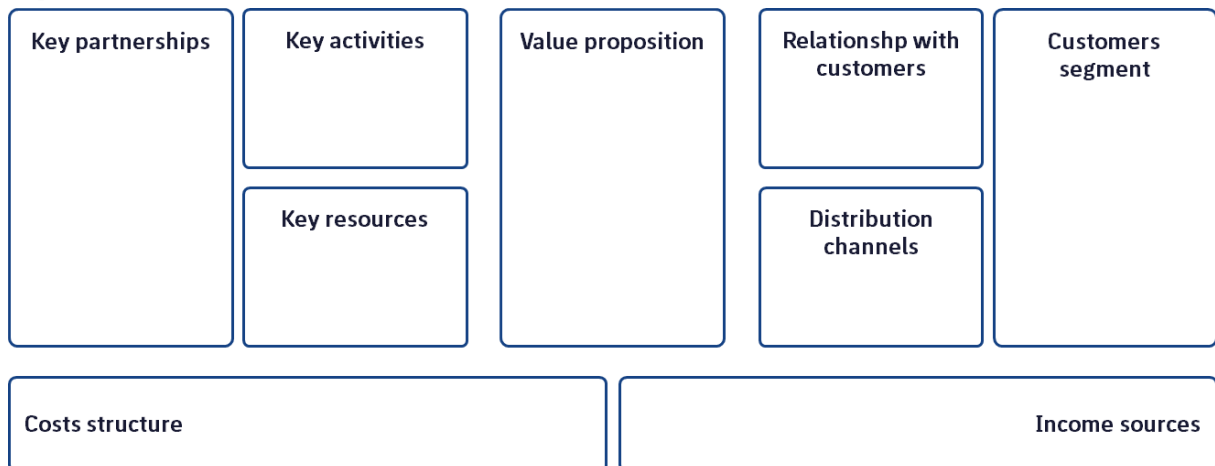 Key partnerships
Key activities
Key resources
Value proposition
Relationshp with
customers
Distribution
channels
Customers
segment
Costs structure
Income sources